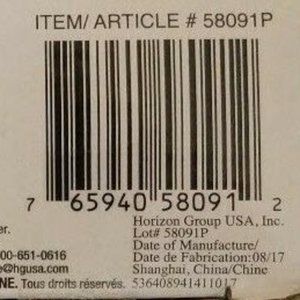 ITEM/ ARTICLE # 58091P
7 65940 58091 2
Horizon Group USA, Inc.
er. Lot# 58091P
Date of Manufacture/
00-651-0616 Date de Fabrication: 08/17
e@hgusa.com Shanghai, China/Chine
NE. Tous droits réservés. 536408941411017